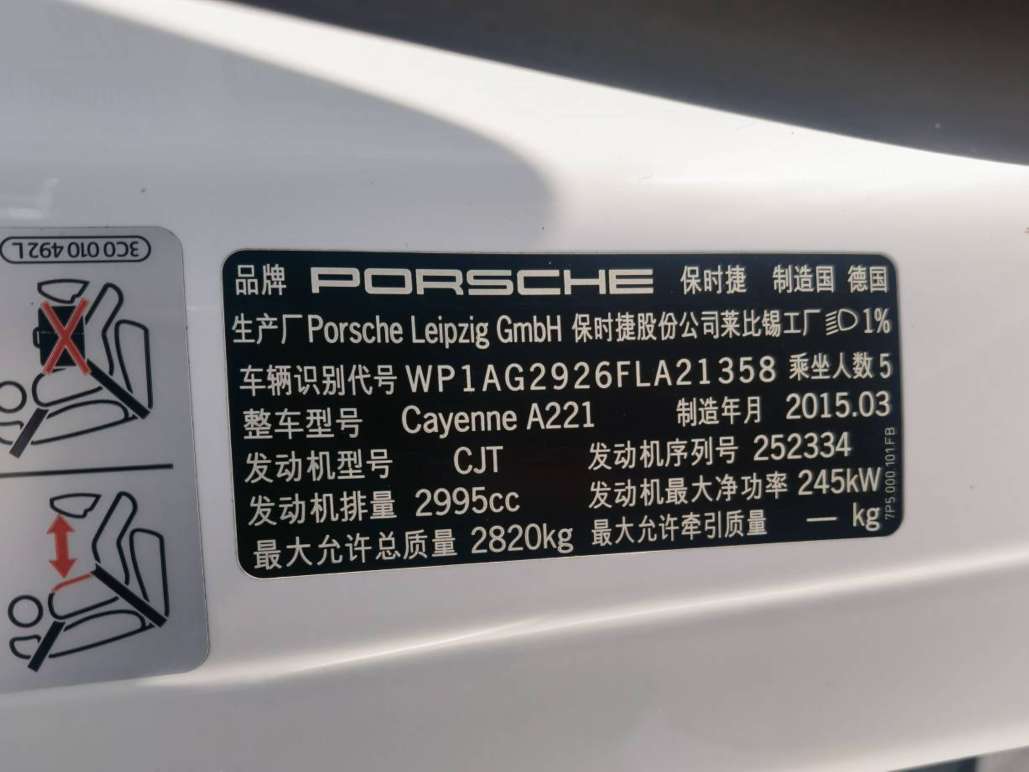 3C0 010 492 L
品牌 PORSCHE 保时捷 制造国 德国
生产厂 Porsche Leipzig GmbH 保时捷股份公司莱比锡工厂 1%
车辆识别代号 WP1AG2926FLA21358 乘坐人数 5
整车型号 Cayenne A221 制造年月 2015.03
发动机型号 CJT 发动机序列号 252334
发动机排量 2995cc 发动机最大净功率 245kW
最大允许总质量 2820kg 最大允许牵引质量 — kg
7P5.000.101FB